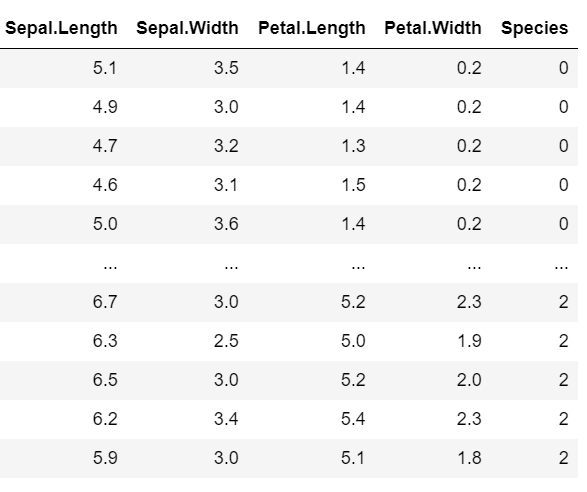 Sepal.Length Sepal.Width Petal.Length Petal.Width Species
5.1 3.5 1.4 0.2 0
4.9 3.0 1.4 0.2 0
4.7 3.2 1.3 0.2 0
4.6 3.1 1.5 0.2 0
5.0 3.6 1.4 0.2 0
... ... ... ... ...
6.7 3.0 5.2 2.3 2
6.3 2.5 5.0 1.9 2
6.5 3.0 5.2 2.0 2
6.2 3.4 5.4 2.3 2
5.9 3.0 5.1 1.8 2